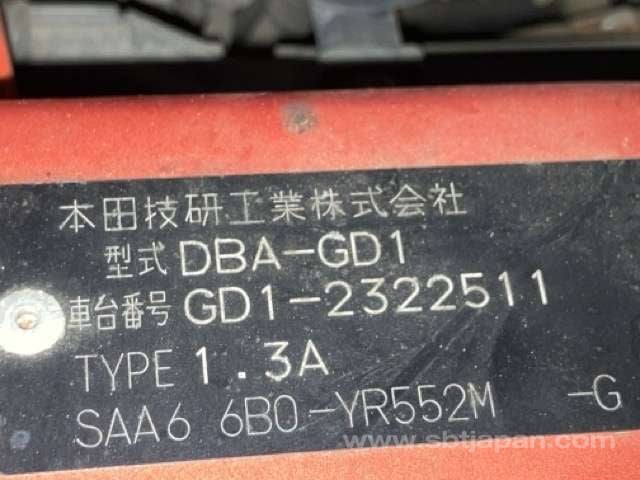 本田技研工業株式会社
型式 DBA-GD1
車台番号 GD1-2322511
TYPE 1.3A
SAA6 6B0-YR552M -G
www.sbtjapan.com